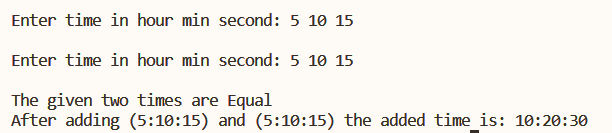 Enter time in hour min second: 5 10 15
Enter time in hour min second: 5 10 15
The given two times are Equal
After adding (5:10:15) and (5:10:15) the added time is: 10:20:30